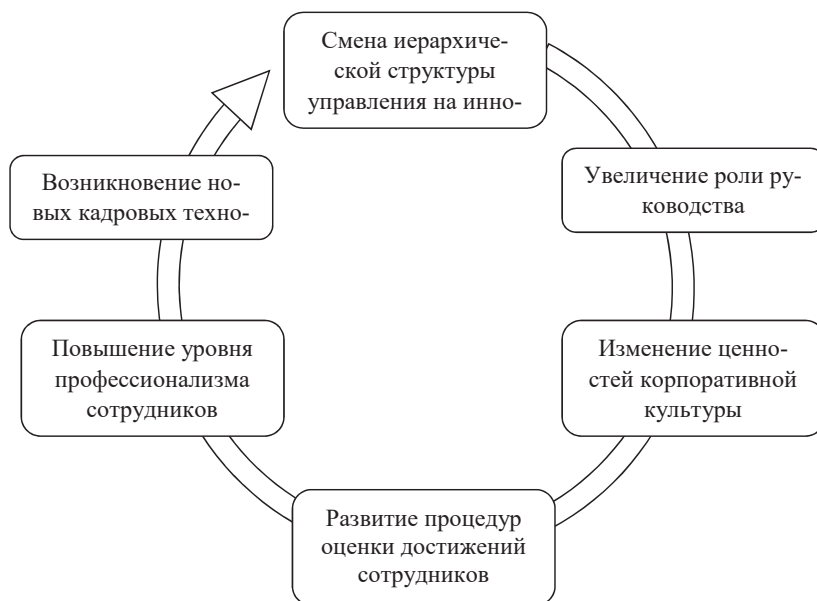 Смена иерархиче-
ской структуры
управления на инно-
Увеличение роли ру-
ководства
Изменение ценно-
стей корпоративной
культуры
Развитие процедур
оценки достижений
сотрудников
Повышение уровня
профессионализма
сотрудников
Возникновение но-
вых кадровых техно-